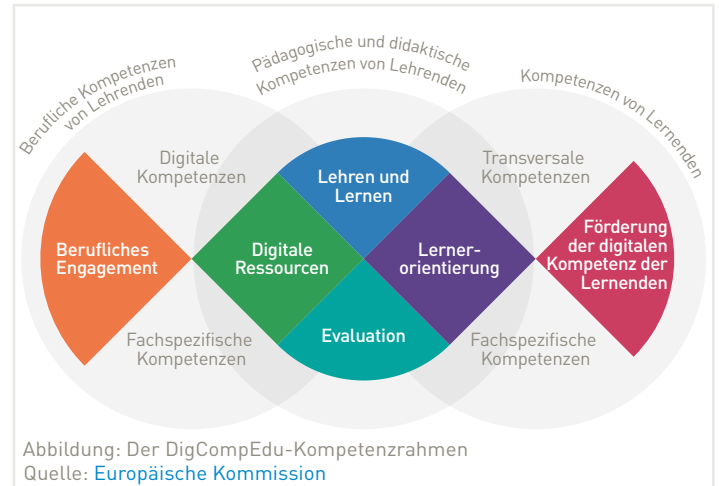 Berufliche Kompetenzen
von Lehrenden
Pädagogische und didaktische
Kompetenzen von Lehrenden
Kompetenzen von Lernenden
Digitale
Kompetenzen
Lehren und
Lernen
Transversale
Kompetenzen
Berufliches
Engagement
Digitale
Ressourcen
Lerner-
orientierung
Förderung
der digitalen
Kompetenz der
Lernenden
Fachspezifische
Kompetenzen
Evaluation
Fachspezifische
Kompetenzen
Abbildung: Der DigCompEdu-Kompetenzrahmen
Quelle: Europäische Kommission